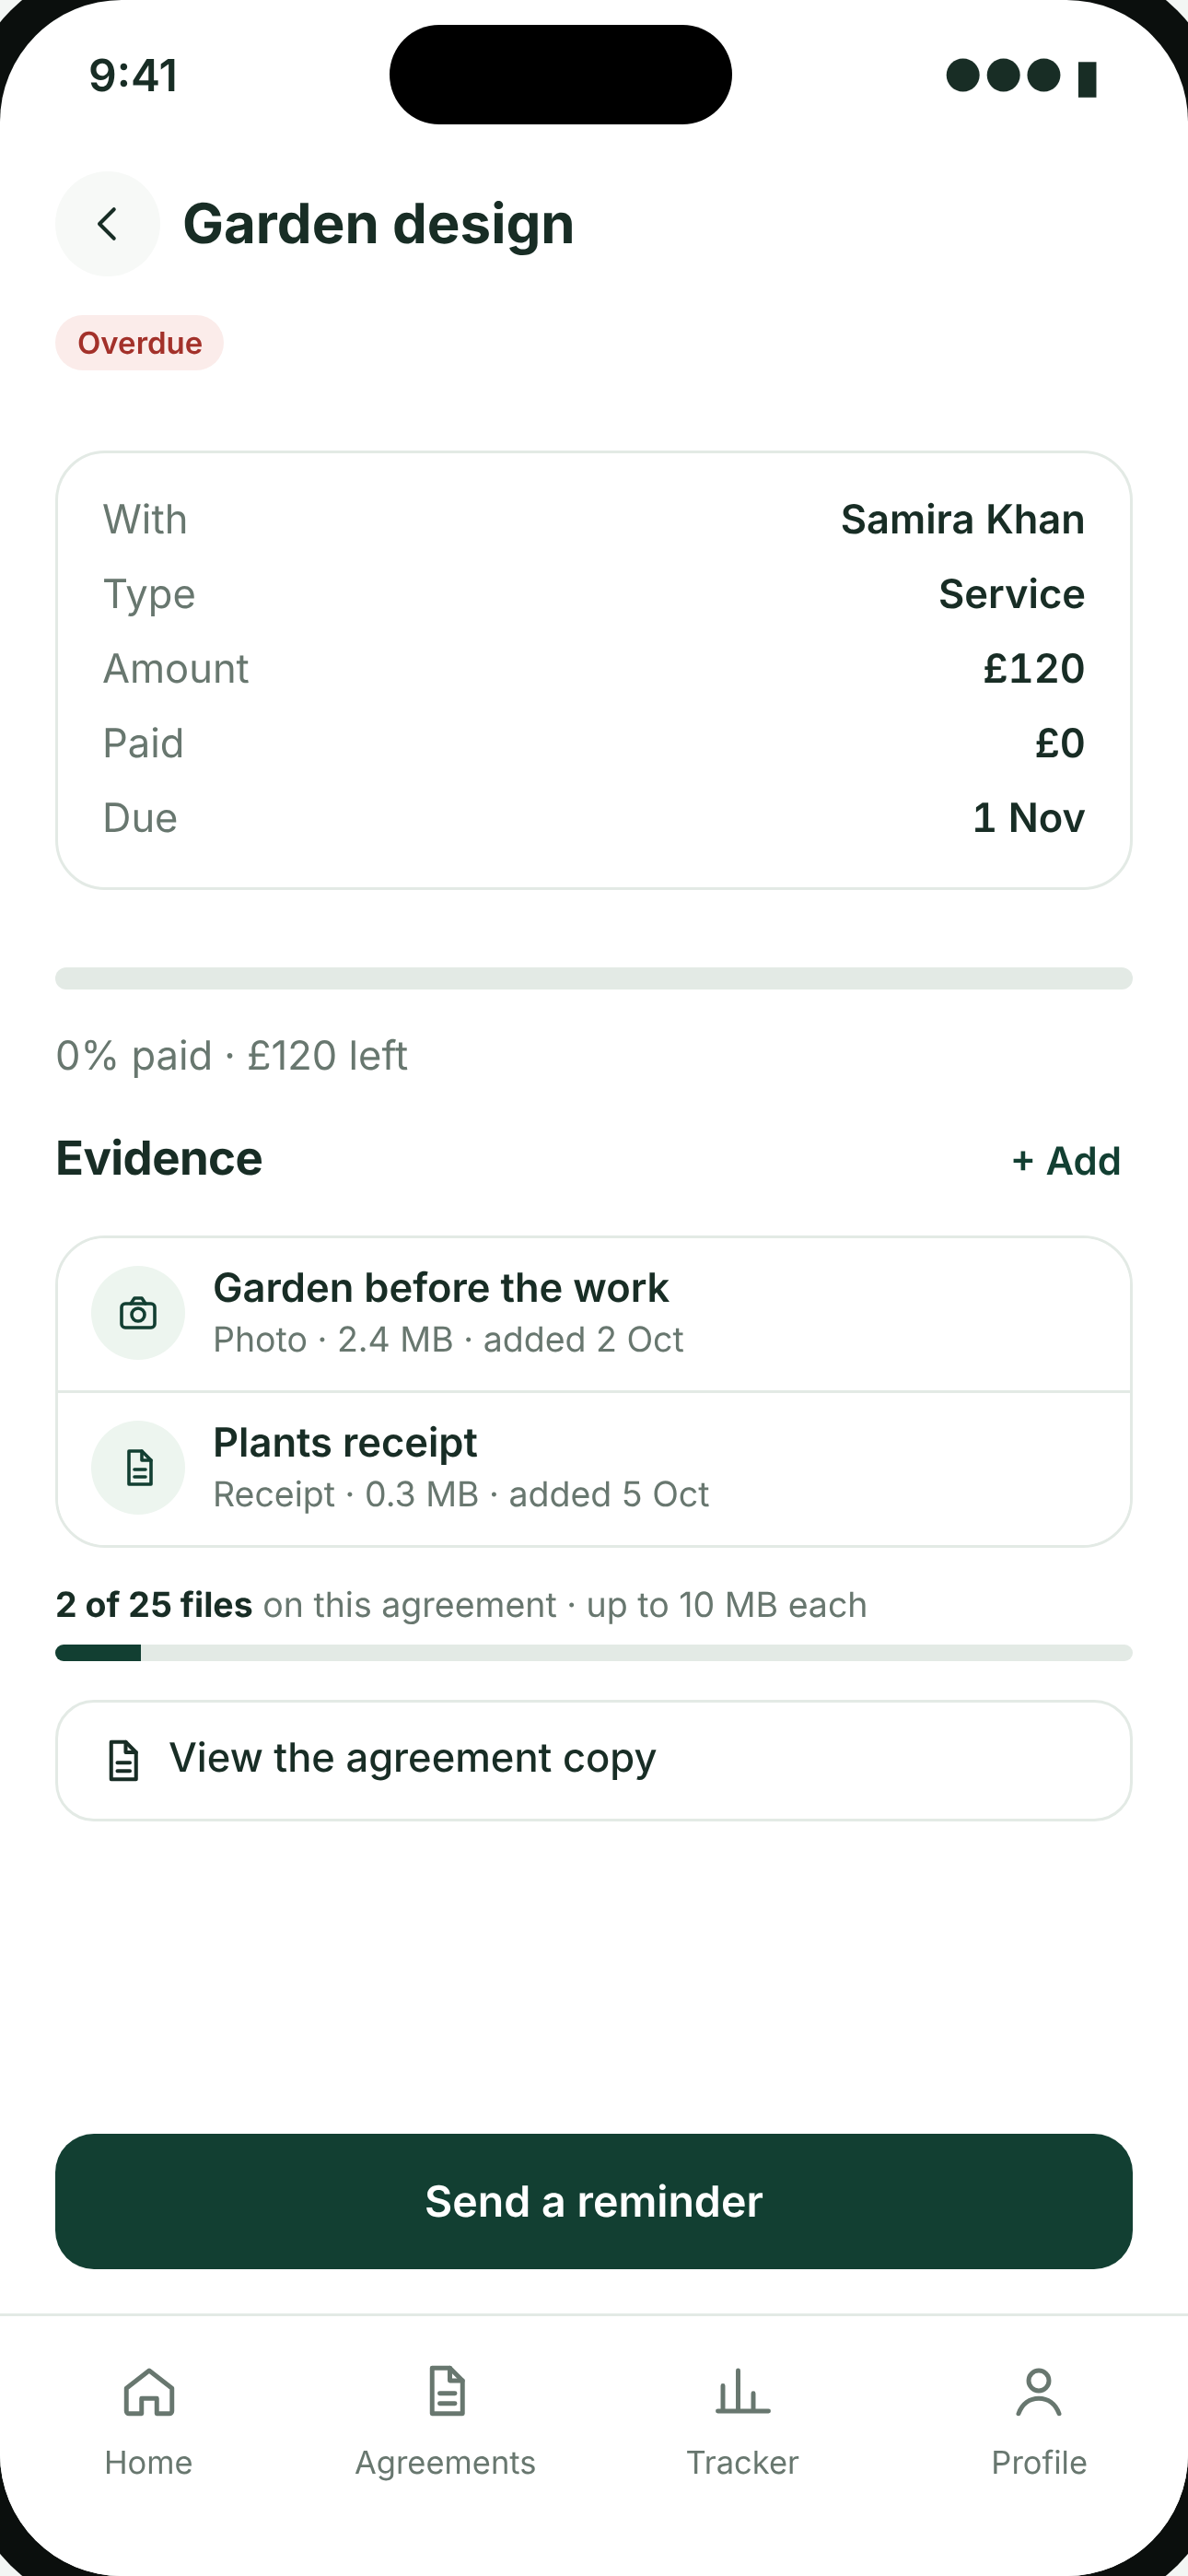 9:41
Garden design
Overdue
With Samira Khan
Type Service
Amount £120
Paid £0
Due 1 Nov
0% paid · £120 left
Evidence + Add
Garden before the work
Photo · 2.4 MB · added 2 Oct
Plants receipt
Receipt · 0.3 MB · added 5 Oct
2 of 25 files on this agreement · up to 10 MB each
View the agreement copy
Send a reminder
Home Agreements Tracker Profile